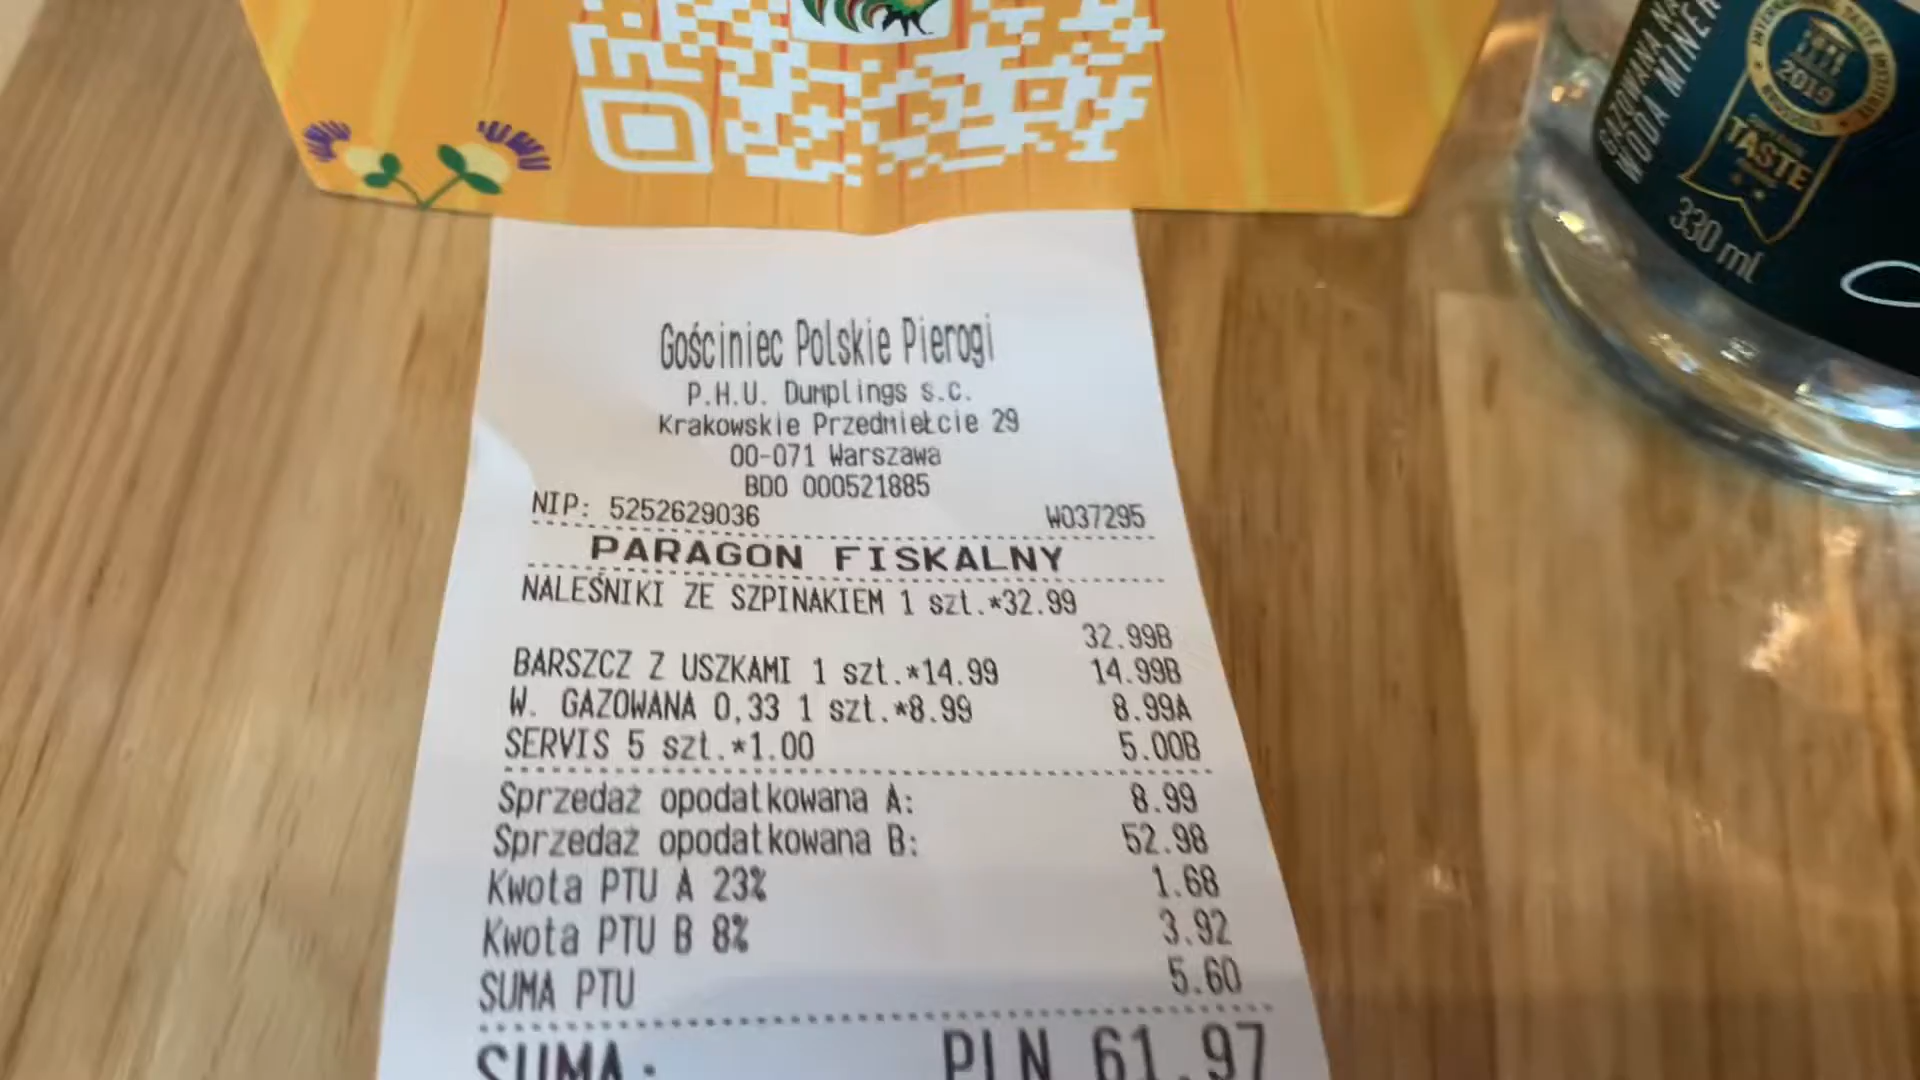 Gościniec Polskie Pierogi
P.H.U. Dumplings s.c.
Krakowskie Przedmiełcie 29
00-071 Warszawa
BDO 000521885
NIP: 5252629036 W037295
PARAGON FISKALNY
NALEŚNIKI ZE SZPINAKIEM 1 szt.*32.99
32.99B
BARSZCZ Z USZKAMI 1 szt.*14.99 14.99B
W. GAZOWANA 0,33 1 szt.*8.99 8.99A
SERVIS 5 szt.*1.00 5.00B
Sprzedaż opodatkowana A: 8.99
Sprzedaż opodatkowana B: 52.98
Kwota PTU A 23% 1.68
Kwota PTU B 8% 3.92
SUMA PTU 5.60
SUMA: PLN 61.97
GAZOWANA
WODA
2019
TASTE
330 ml